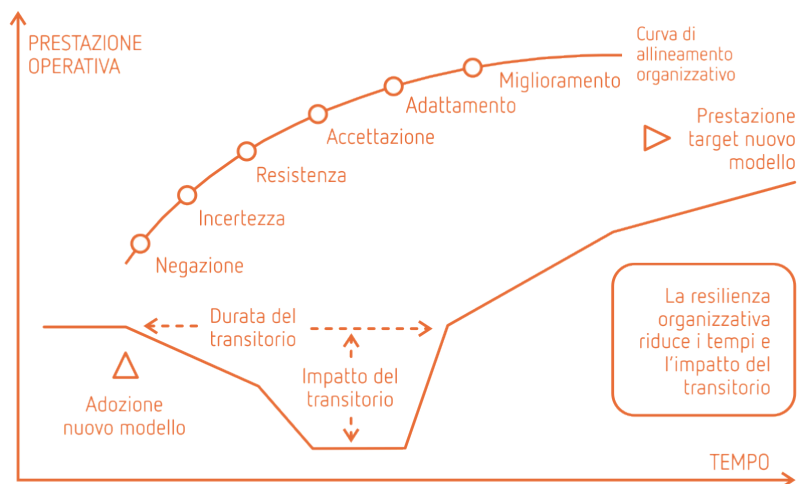 PRESTAZIONE
OPERATIVA
Curva di
allineamento
organizzativo
Miglioramento
Adattamento
Accettazione
Resistenza
Incertezza
Negazione
Prestazione
target nuovo
modello
Durata del
transitorio
Impatto del
transitorio
Adozione
nuovo modello
La resilienza
organizzativa
riduce i tempi e
l'impatto del
transitorio
TEMPO